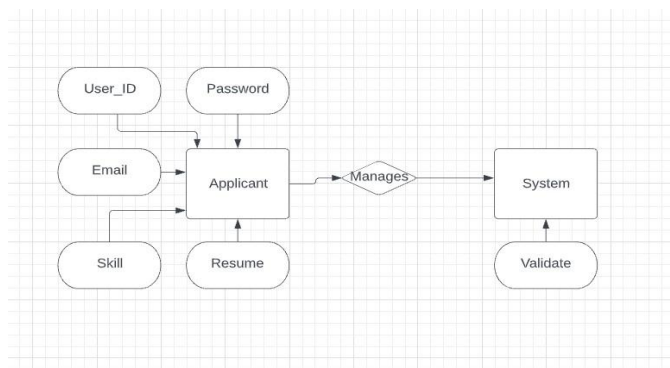 User_ID
Password
Email
Applicant
Manages
System
Skill
Resume
Validate